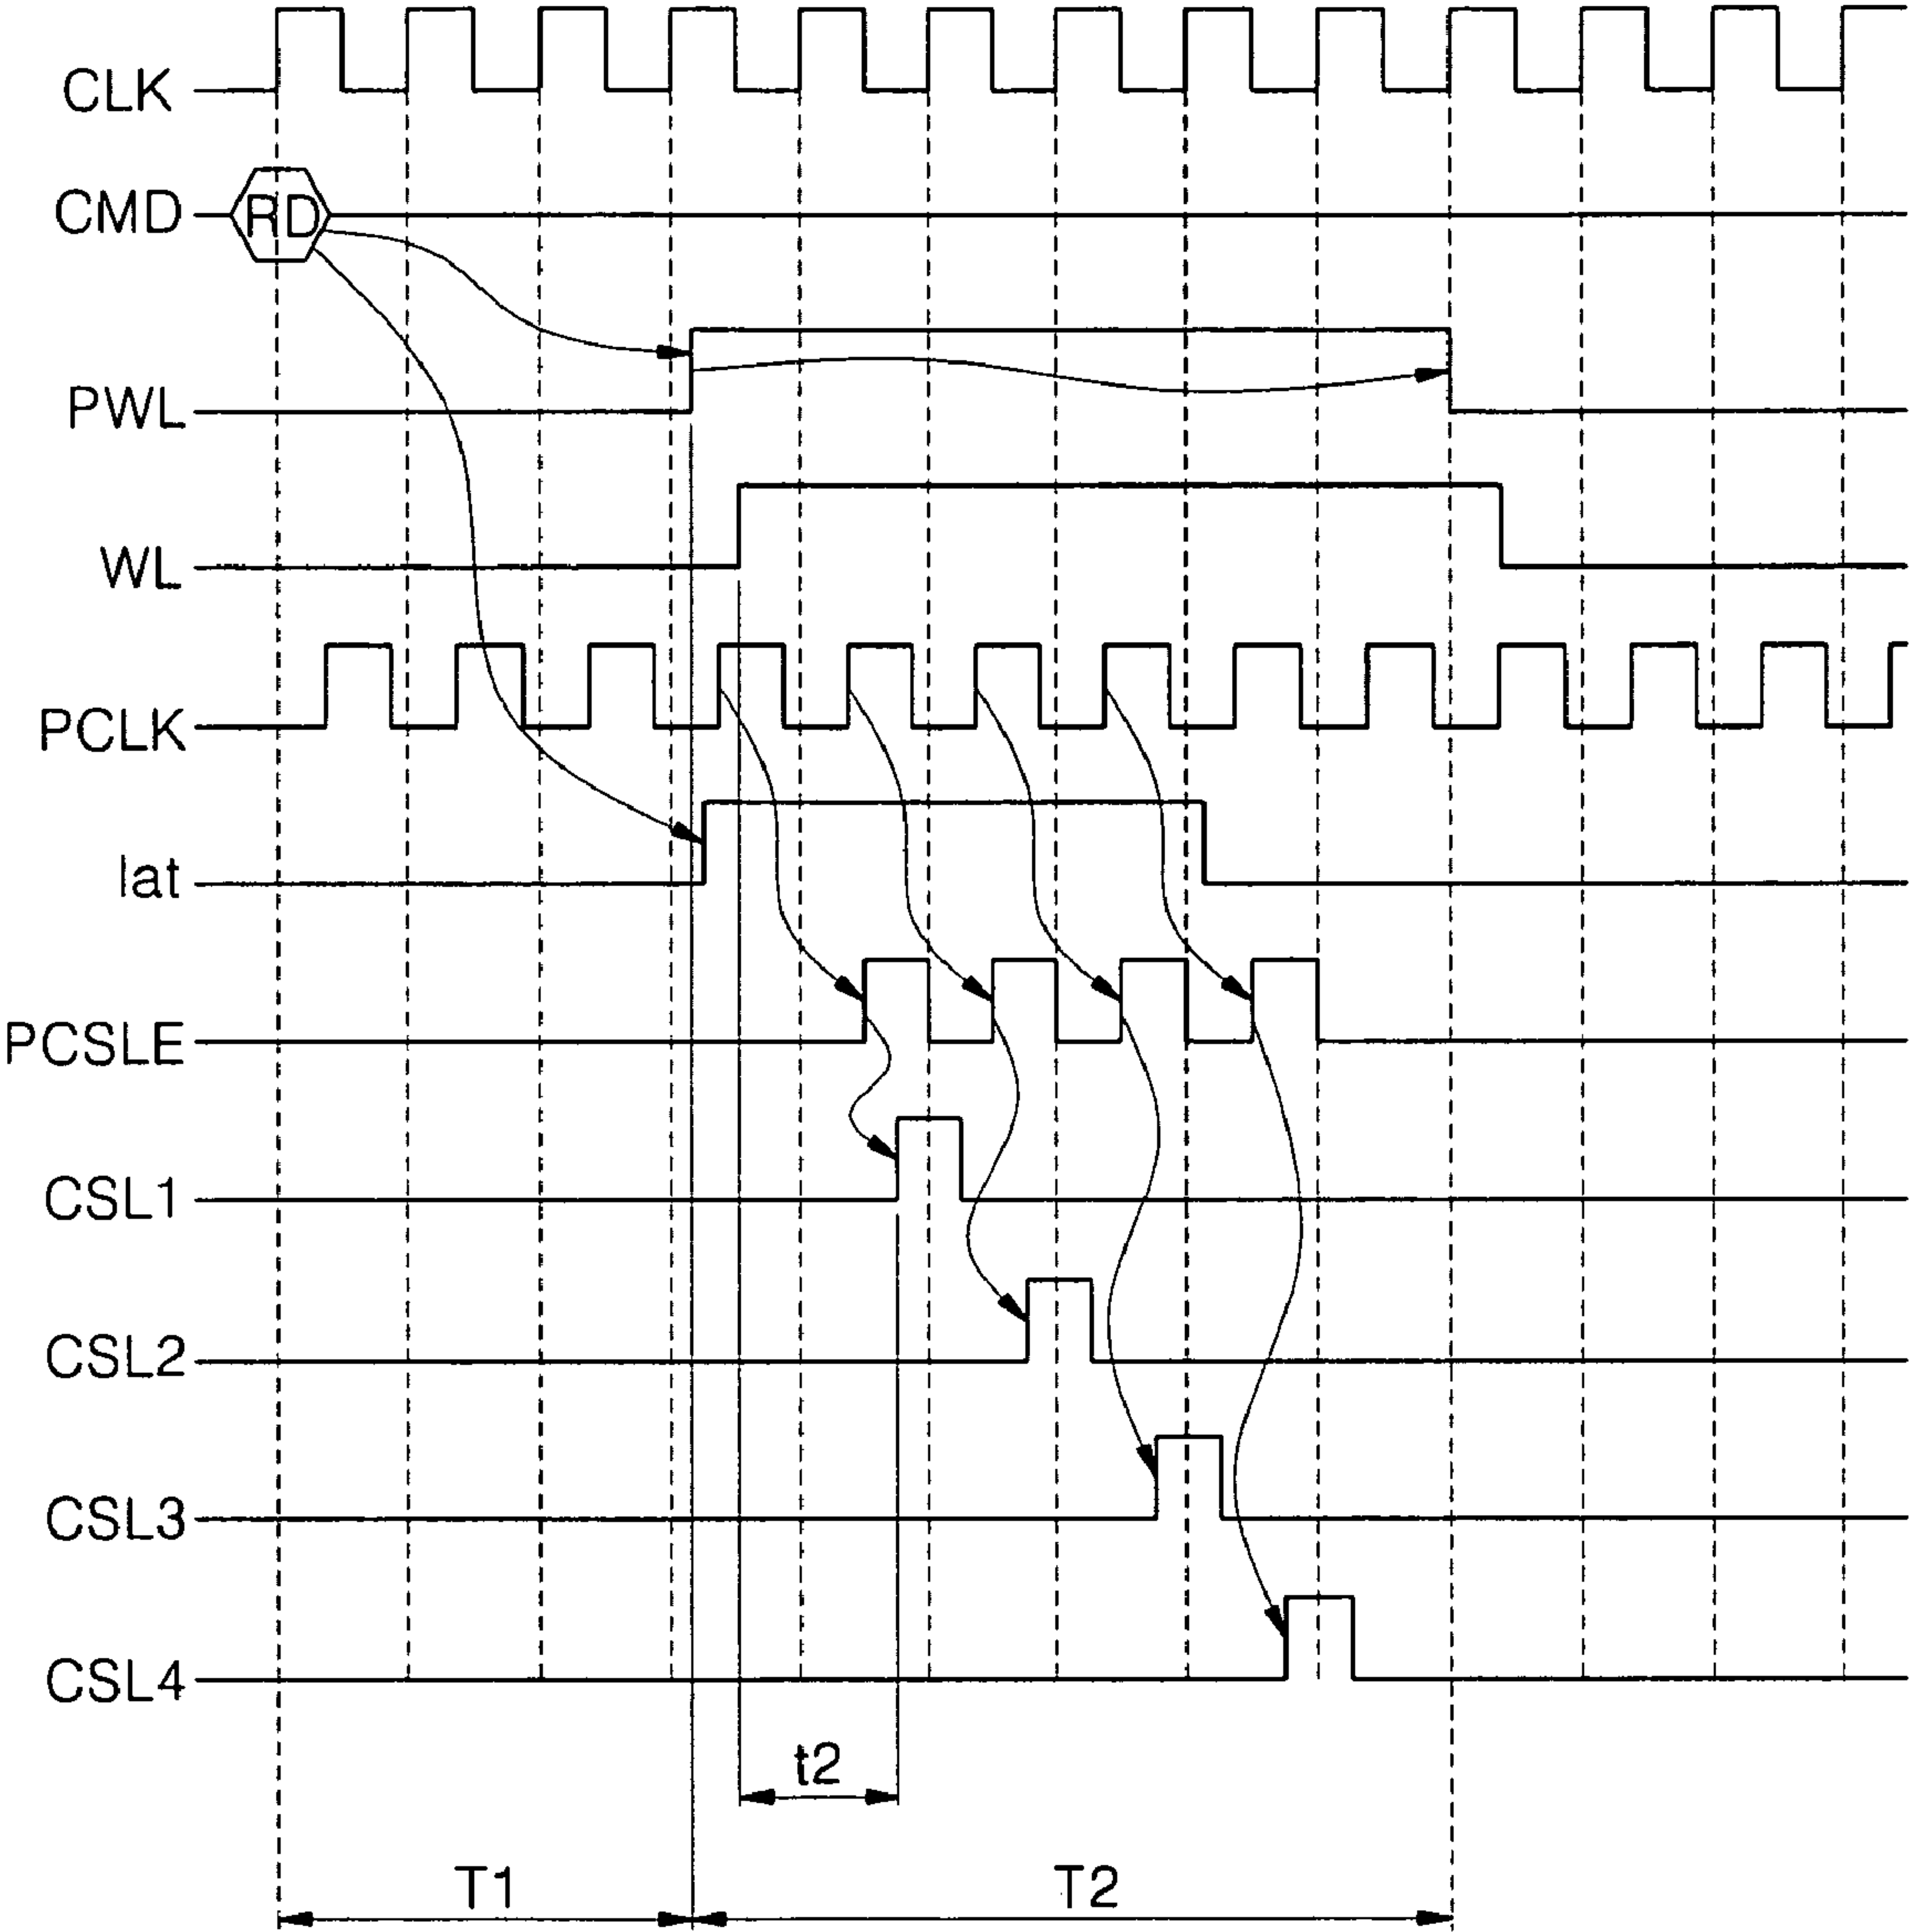 CLK
CMD
RD
PWL
WL
PCLK
lat
PCSLE
CSL1
CSL2
CSL3
CSL4
t2
T1
T2